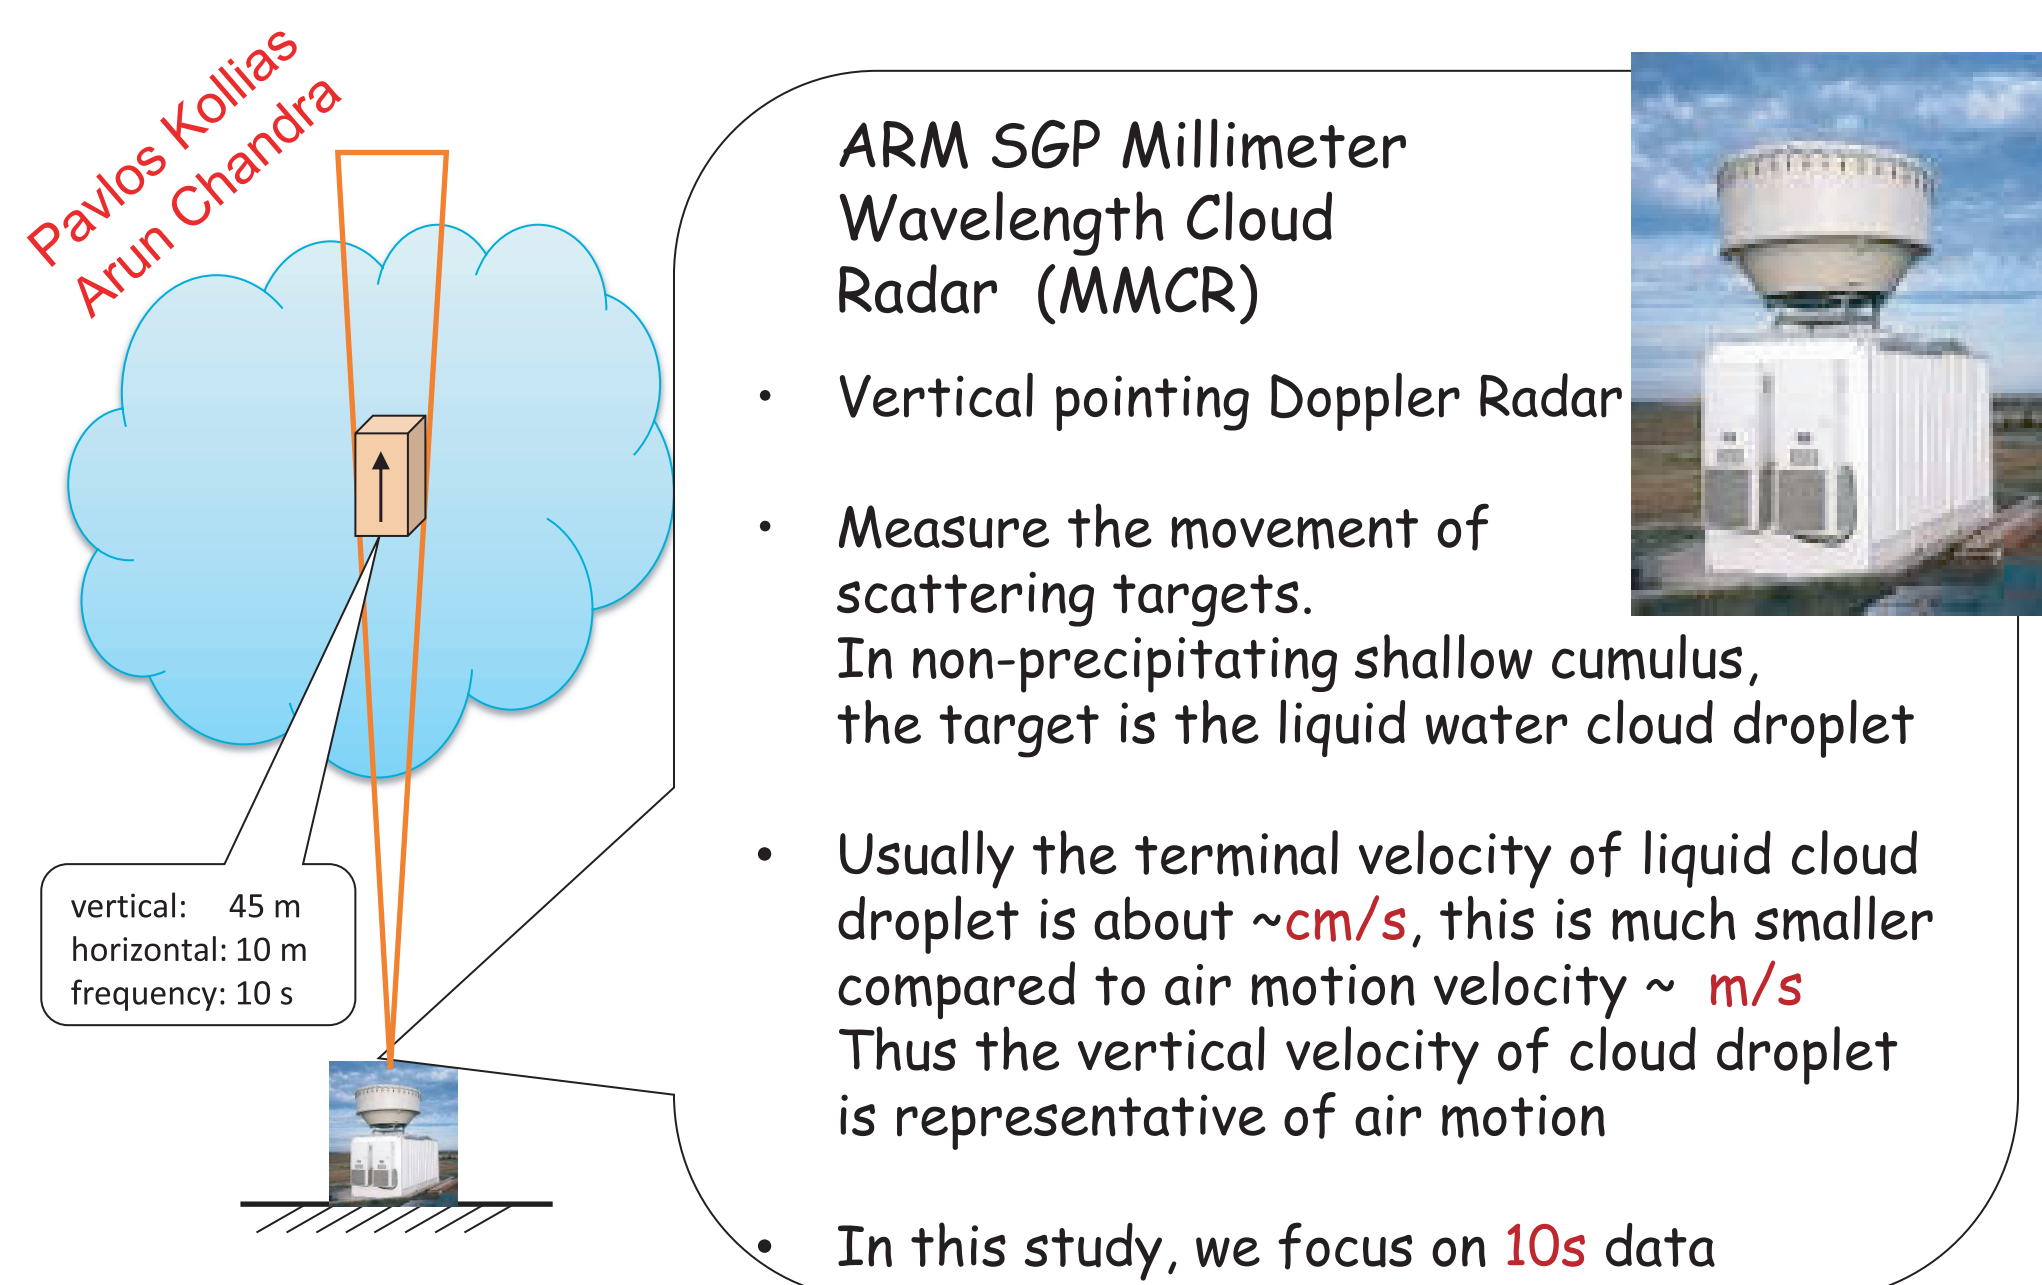 Pavlos Kollias
Arun Chandra
ARM SGP Millimeter
Wavelength Cloud
Radar (MMCR)
• Vertical pointing Doppler Radar
• Measure the movement of
scattering targets.
In non-precipitating shallow cumulus,
the target is the liquid water cloud droplet
• Usually the terminal velocity of liquid cloud
droplet is about ~cm/s, this is much smaller
compared to air motion velocity ~ m/s
Thus the vertical velocity of cloud droplet
is representative of air motion
• In this study, we focus on 10s data
vertical: 45 m
horizontal: 10 m
frequency: 10 s